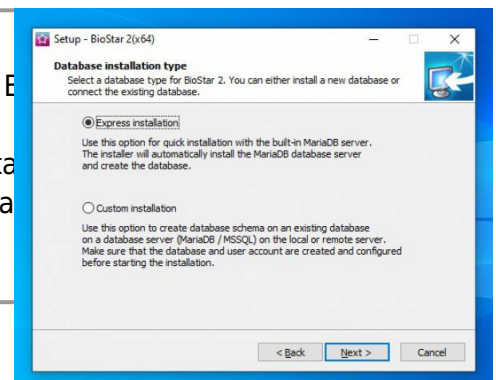 Setup - BioStar 2(x64)
Database installation type
Select a database type for BioStar 2. You can either install a new database or
connect the existing database.
Express installation
Use this option for quick installation with the built-in MariaDB server.
The installer will automatically install the MariaDB database server
and create the database.
Custom installation
Use this option to create database schema on an existing database
on a database server (MariaDB / MSSQL) on the local or remote server.
Make sure that the database and user account are created and configured
before starting the installation.
< Back Next > Cancel